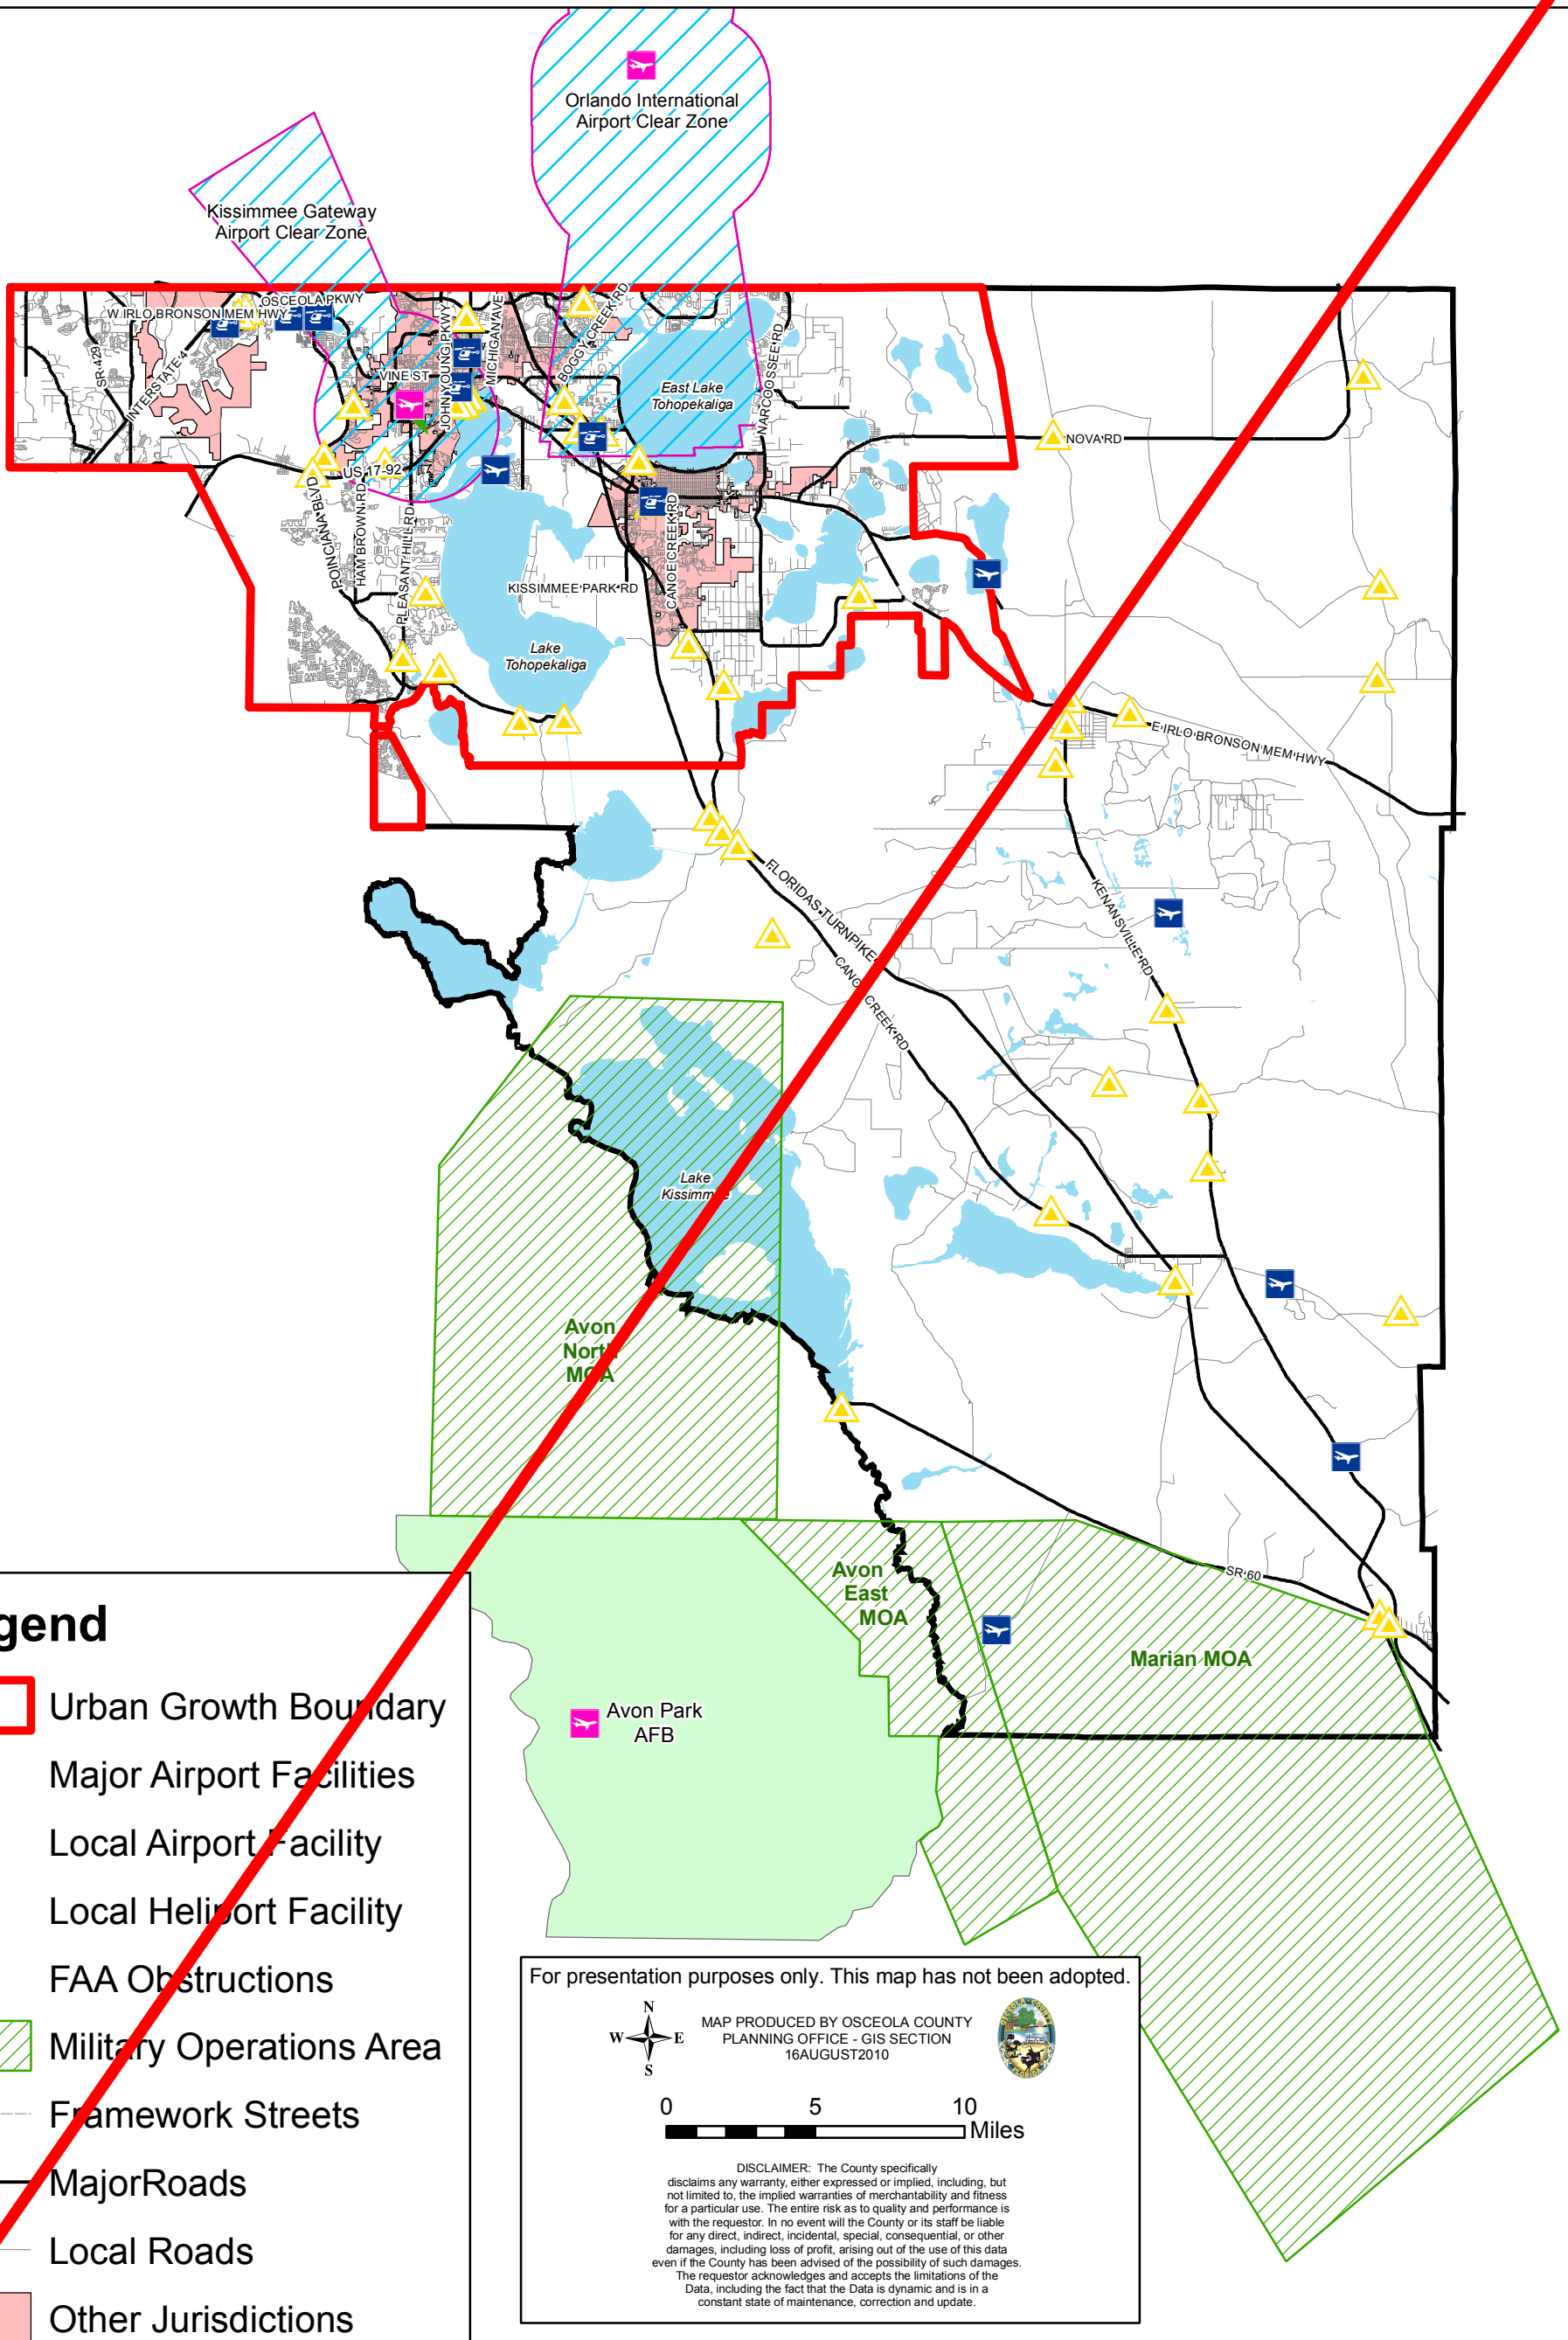 Orlando International
Airport Clear Zone
Kissimmee Gateway
Airport Clear Zone
OSCEOLA PKWY
W IRLO BRONSON MEM HWY
SR 429
INTERSTATE 4
VINE ST
JOHN YOUNG PKWY
MICHIGAN AVE
BOGGY CREEK RD
East Lake
Tohopekaliga
NARCOOSSEE RD
NOVA RD
US 17-92
POINCIANA BLVD
HAM BROWN RD
PLEASANT HILL RD
CANOE CREEK RD
KISSIMMEE PARK RD
Lake
Tohopekaliga
E IRLO BRONSON MEM HWY
FLORIDAS TURNPIKE
KENANSVILLE RD
CANOE CREEK RD
Lake
Kissimmee
Avon
North
MOA
Avon
East
MOA
SR 60
Marian MOA
Avon Park
AFB
gend
Urban Growth Boundary
Major Airport Facilities
Local Airport Facility
Local Heliport Facility
FAA Obstructions
Military Operations Area
Framework Streets
MajorRoads
Local Roads
Other Jurisdictions
For presentation purposes only. This map has not been adopted.
N
W E
S
MAP PRODUCED BY OSCEOLA COUNTY
PLANNING OFFICE - GIS SECTION
16AUGUST2010
OSCEOLA COUNTY
FLORIDA
0 5 10
Miles
DISCLAIMER: The County specifically
disclaims any warranty, either expressed or implied, including, but
not limited to, the implied warranties of merchantability and fitness
for a particular use. The entire risk as to quality and performance is
with the requestor. In no event will the County or its staff be liable
for any direct, indirect, incidental, special, consequential, or other
damages, including loss of profit, arising out of the use of this data
even if the County has been advised of the possibility of such damages.
The requestor acknowledges and accepts the limitations of the
Data, including the fact that the Data is dynamic and is in a
constant state of maintenance, correction and update.